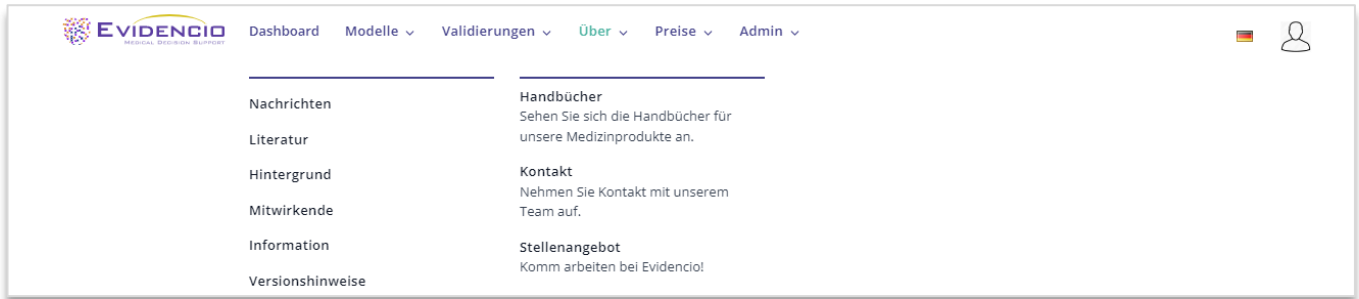 EVIDENCIO
MEDICAL DECISION SUPPORT
Dashboard Modelle Validierungen Über Preise Admin
Nachrichten
Literatur
Hintergrund
Mitwirkende
Information
Versionshinweise
Handbücher
Sehen Sie sich die Handbücher für
unsere Medizinprodukte an.
Kontakt
Nehmen Sie Kontakt mit unserem
Team auf.
Stellenangebot
Komm arbeiten bei Evidencio!